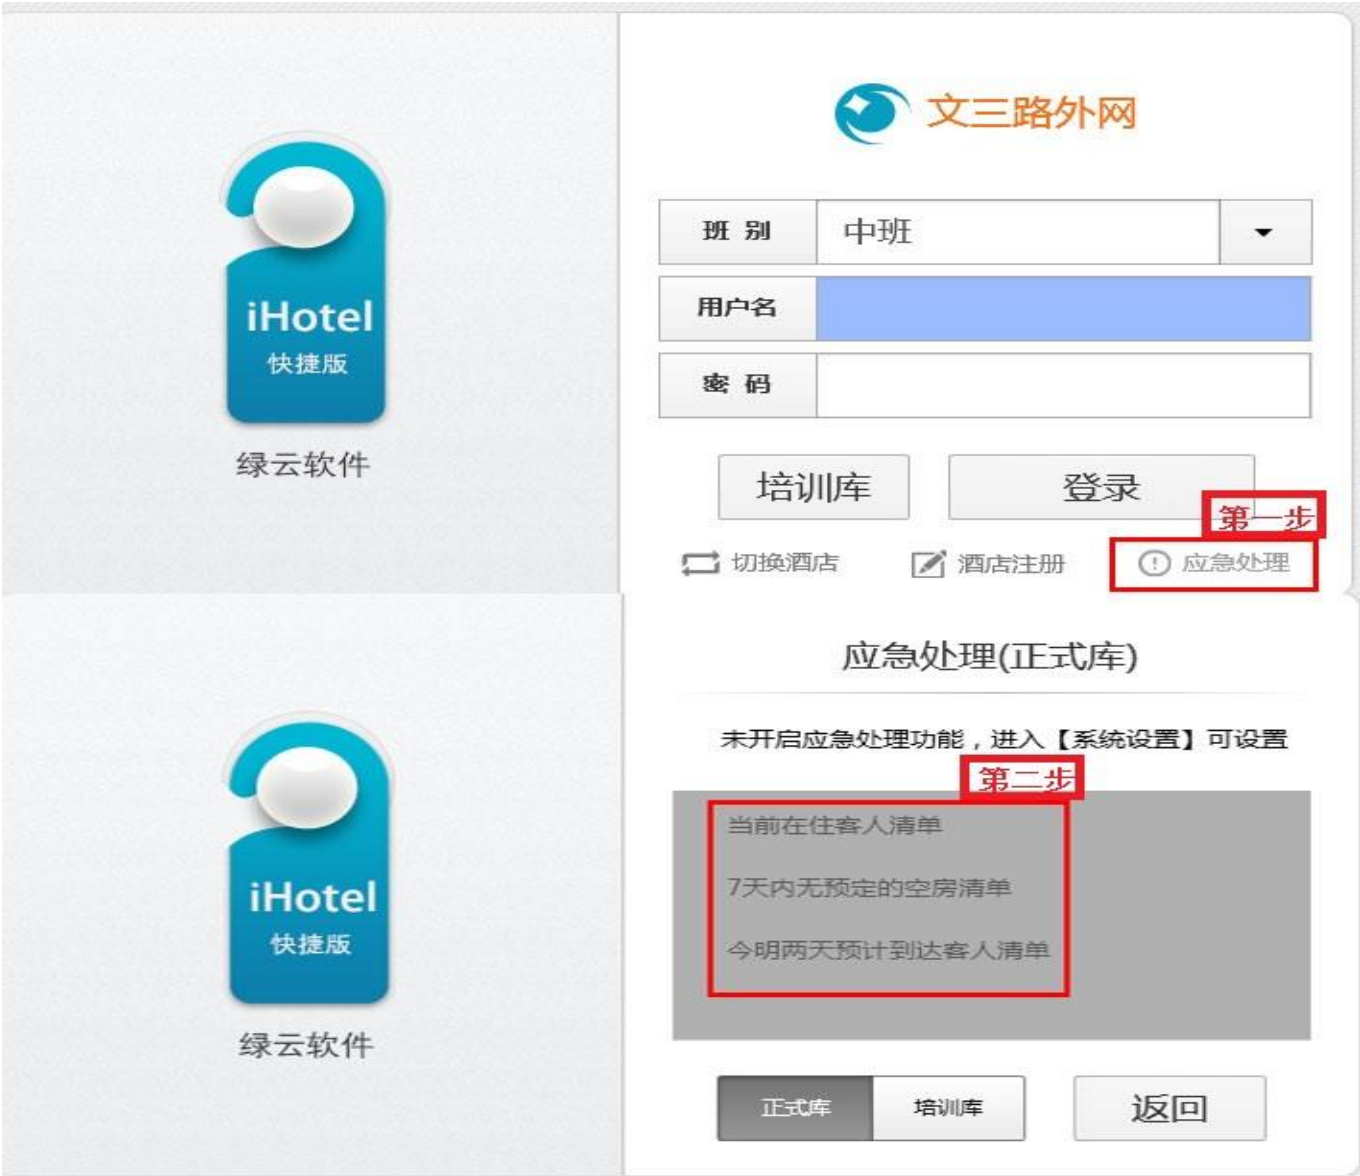 文三路外网
班 别
中班
iHotel
用户名
快捷版
密 码
绿云软件
培训库
登录
第一步
切换酒店
酒店注册
应急处理
应急处理(正式库)
未开启应急处理功能，进入【系统设置】可设置
第二步
当前在住客人清单
7天内无预定的空房清单
iHotel
快捷版
今明两天预计到达客人清单
绿云软件
正式库
培训库
返回